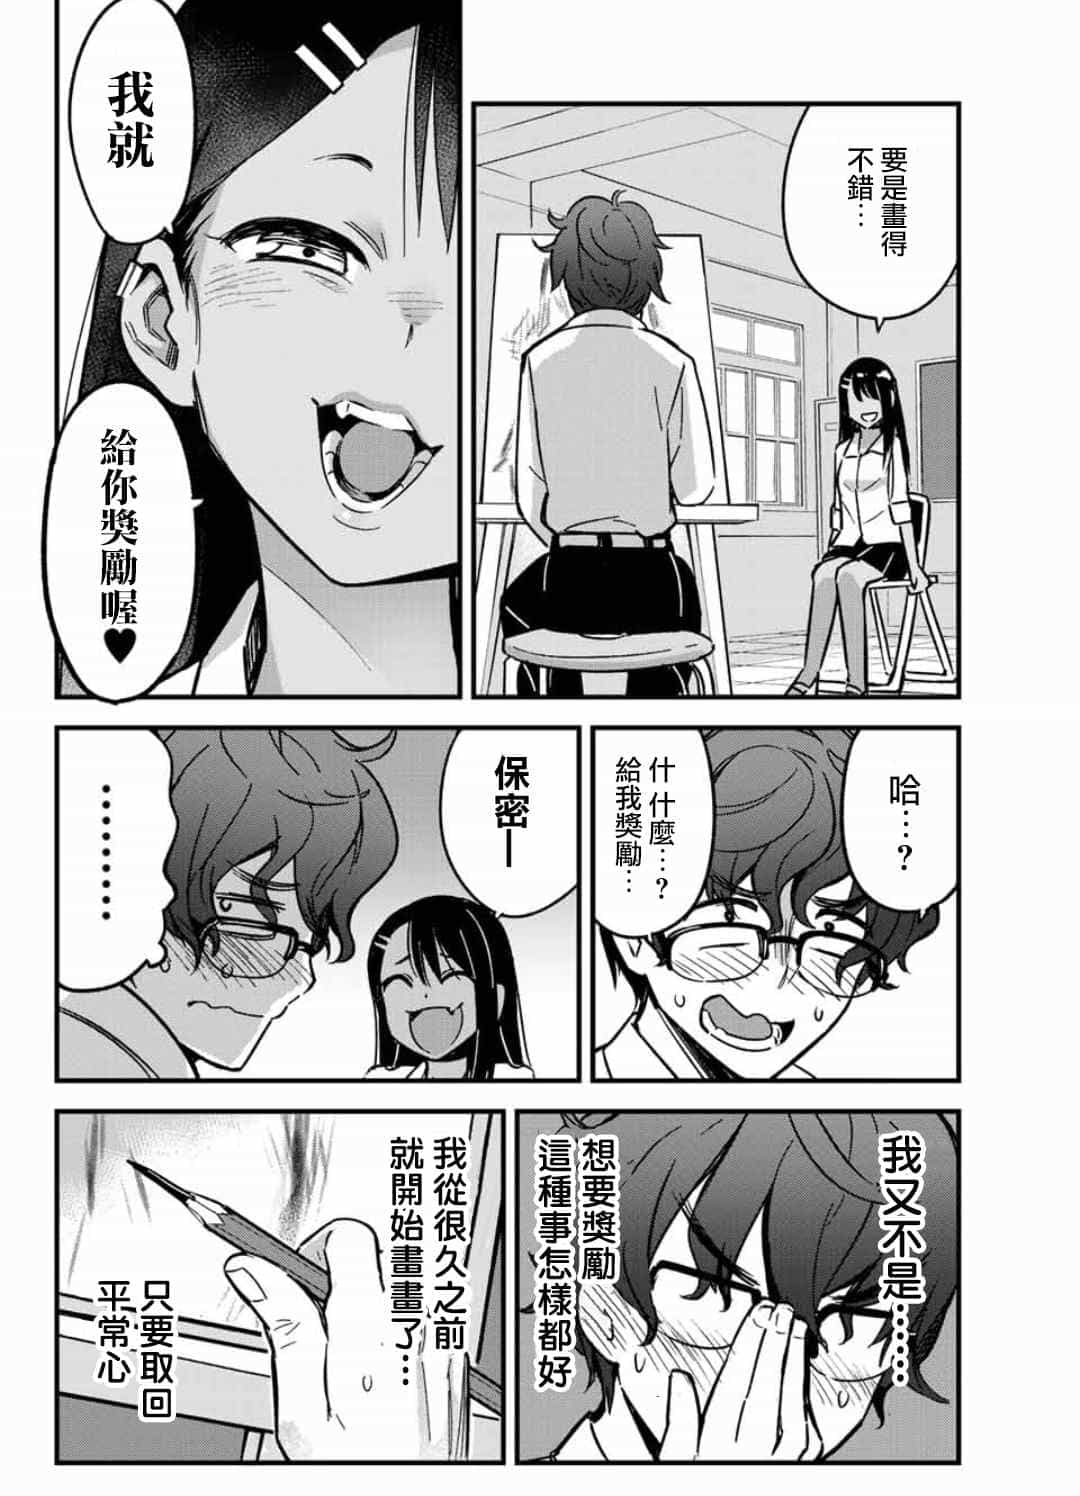 要是畫得
不錯…
我就
給你獎勵喔♥
哈…?
什什麼…?
給我獎勵…
保密ー
………
我又不是……
想要獎勵
這種事怎樣都好
我從很久之前
就開始畫畫了…
只要取回
平常心